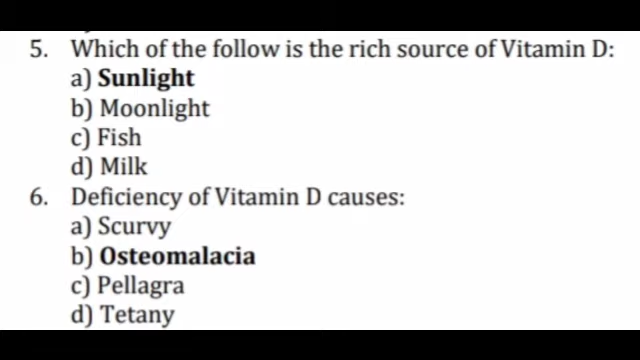 5. Which of the follow is the rich source of Vitamin D:
a) Sunlight
b) Moonlight
c) Fish
d) Milk
6. Deficiency of Vitamin D causes:
a) Scurvy
b) Osteomalacia
c) Pellagra
d) Tetany